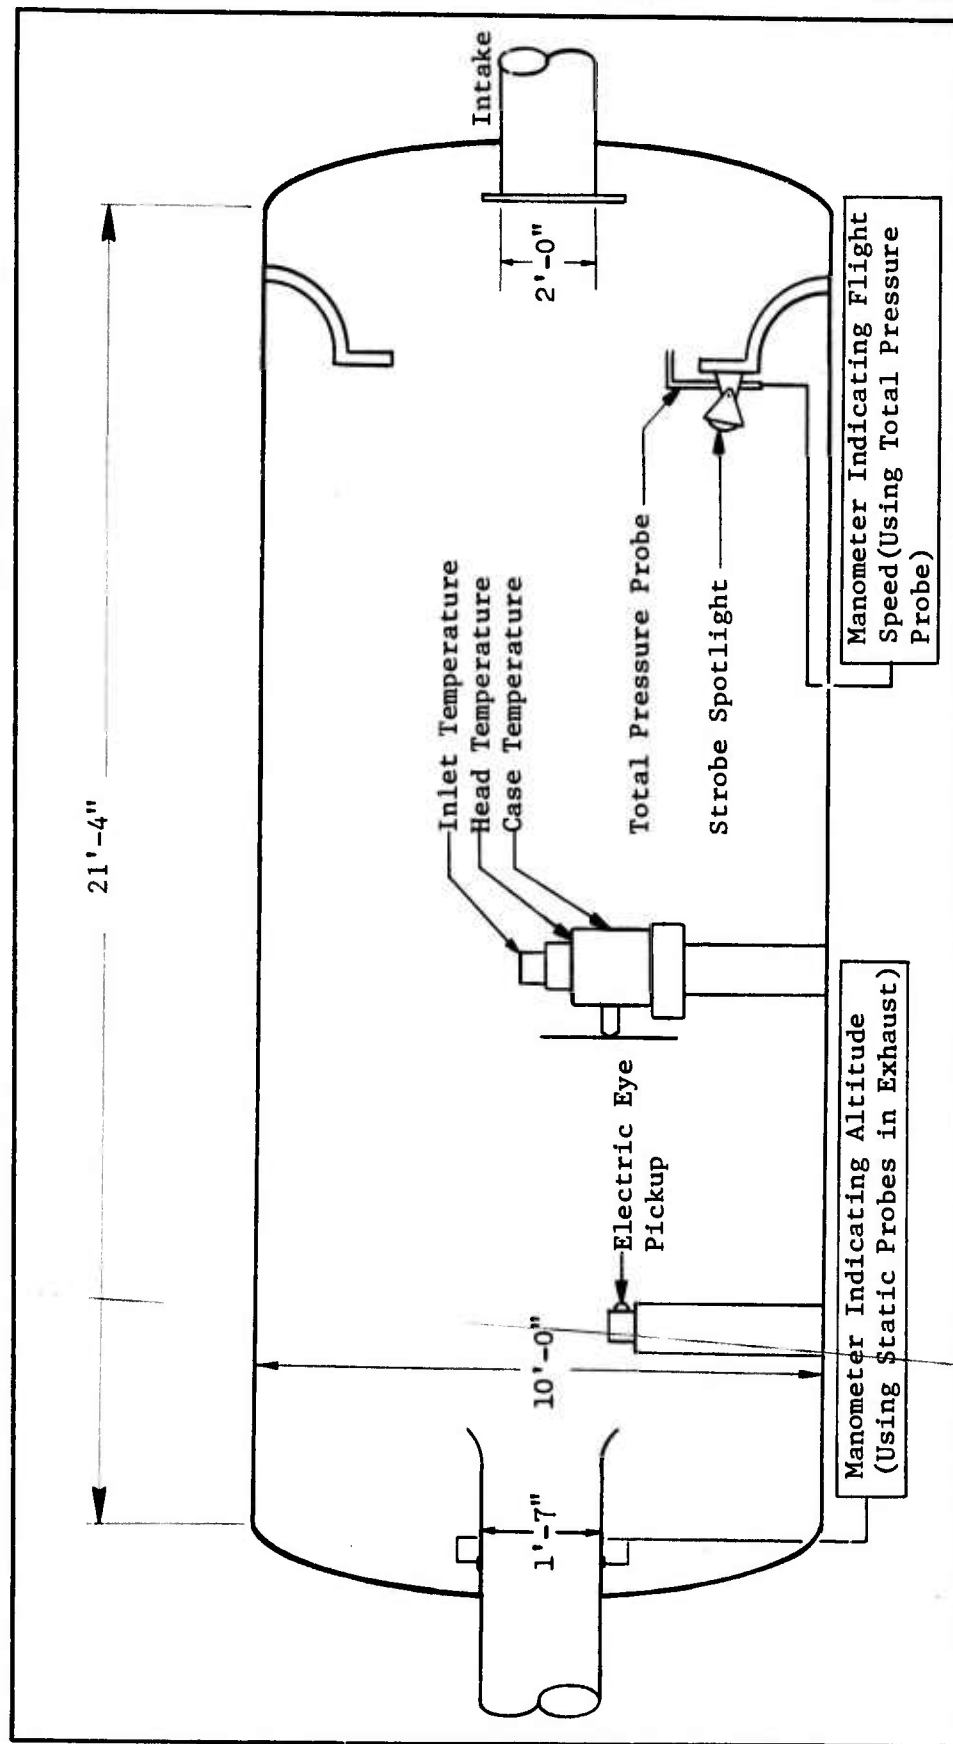 21'-4"
Intake
2'-0"
Inlet Temperature
Head Temperature
Case Temperature
Total Pressure Probe
Strobe Spotlight
Electric Eye
Pickup
10'-0"
1'-7"
Manometer Indicating Altitude
(Using Static Probes in Exhaust)
Manometer Indicating Flight
Speed(Using Total Pressure
Probe)